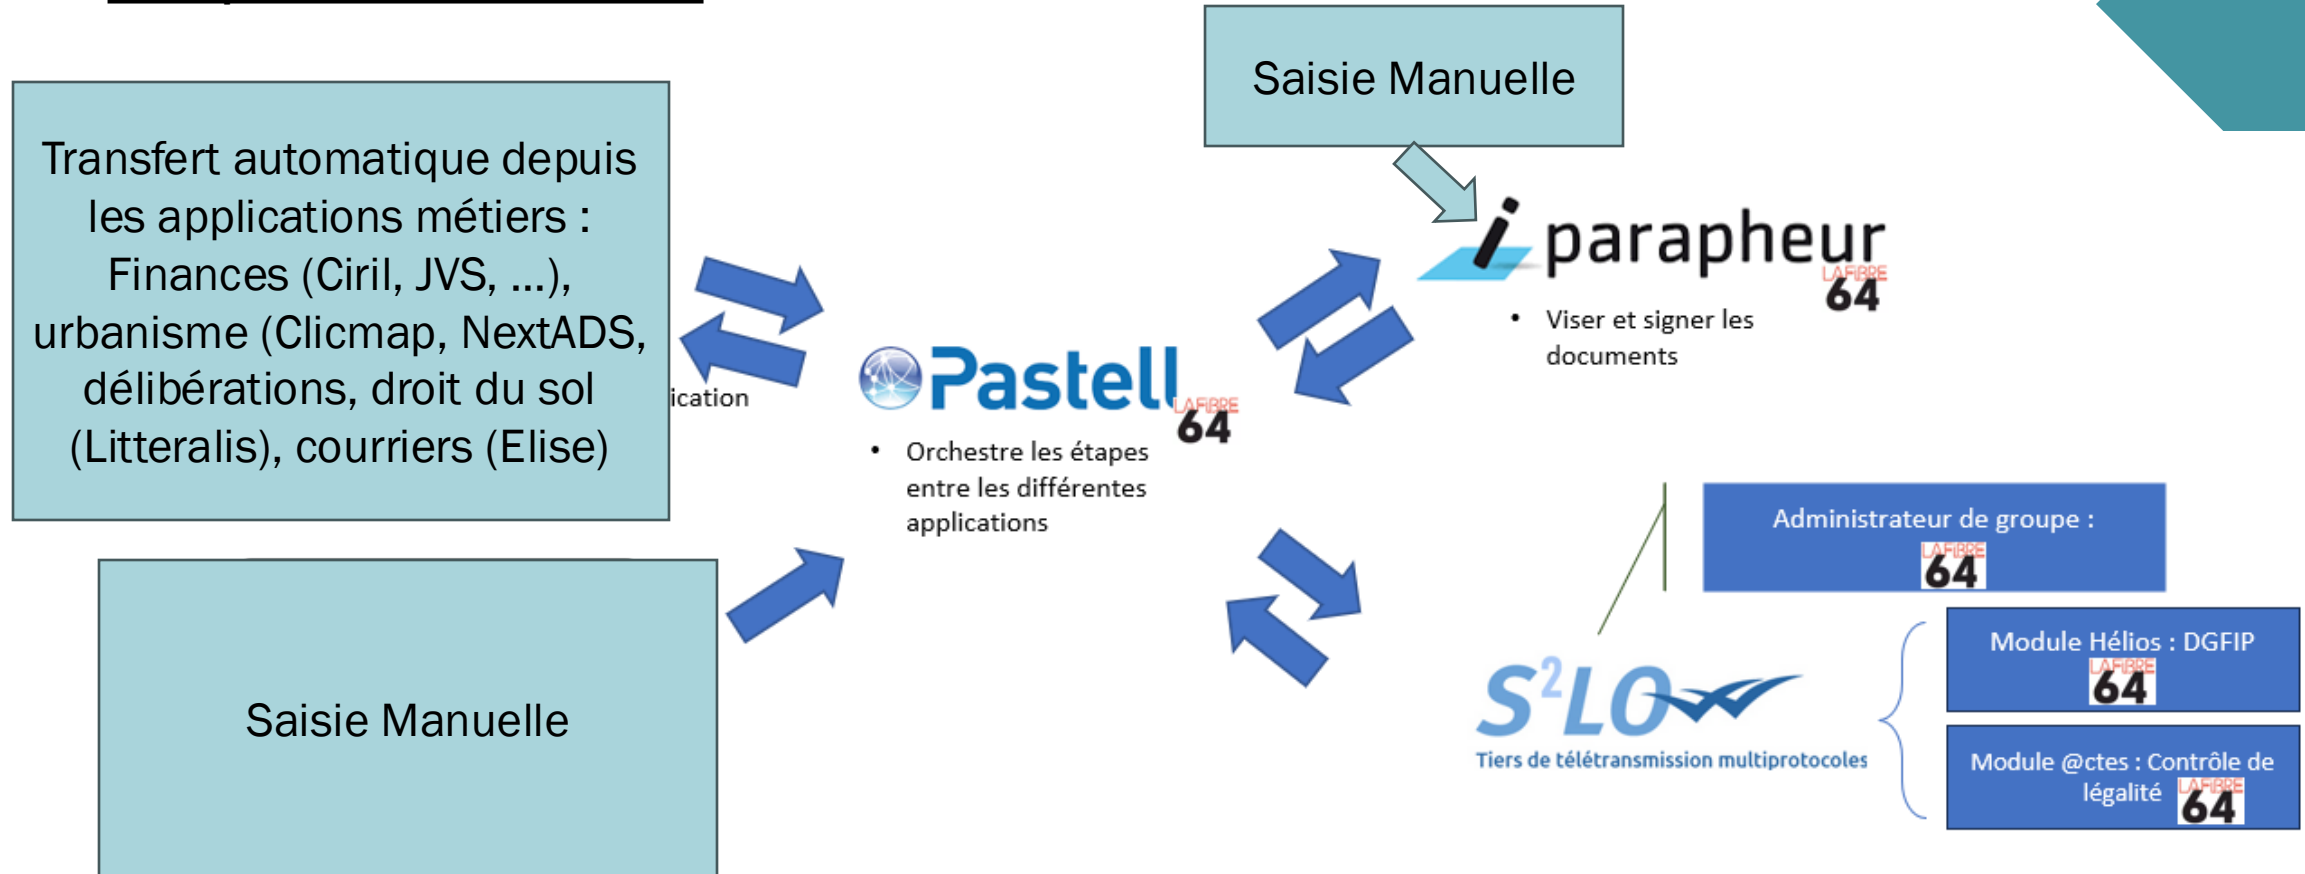 Saisie Manuelle
Transfert automatique depuis
les applications métiers :
Finances (Ciril, JVS, ...),
urbanisme (Clicmap, NextADS,
délibérations, droit du sol
(Litteralis), courriers (Elise)
ication
i parapheur
LAFIBRE
64
• Viser et signer les
documents
Pastell
LAFIBRE
64
• Orchestre les étapes
entre les différentes
applications
Administrateur de groupe :
LAFIBRE
64
Saisie Manuelle
S²LO
Tiers de télétransmission multiprotocoles
Module Hélios : DGFIP
LAFIBRE
64
Module @ctes : Contrôle de
légalité
LAFIBRE
64